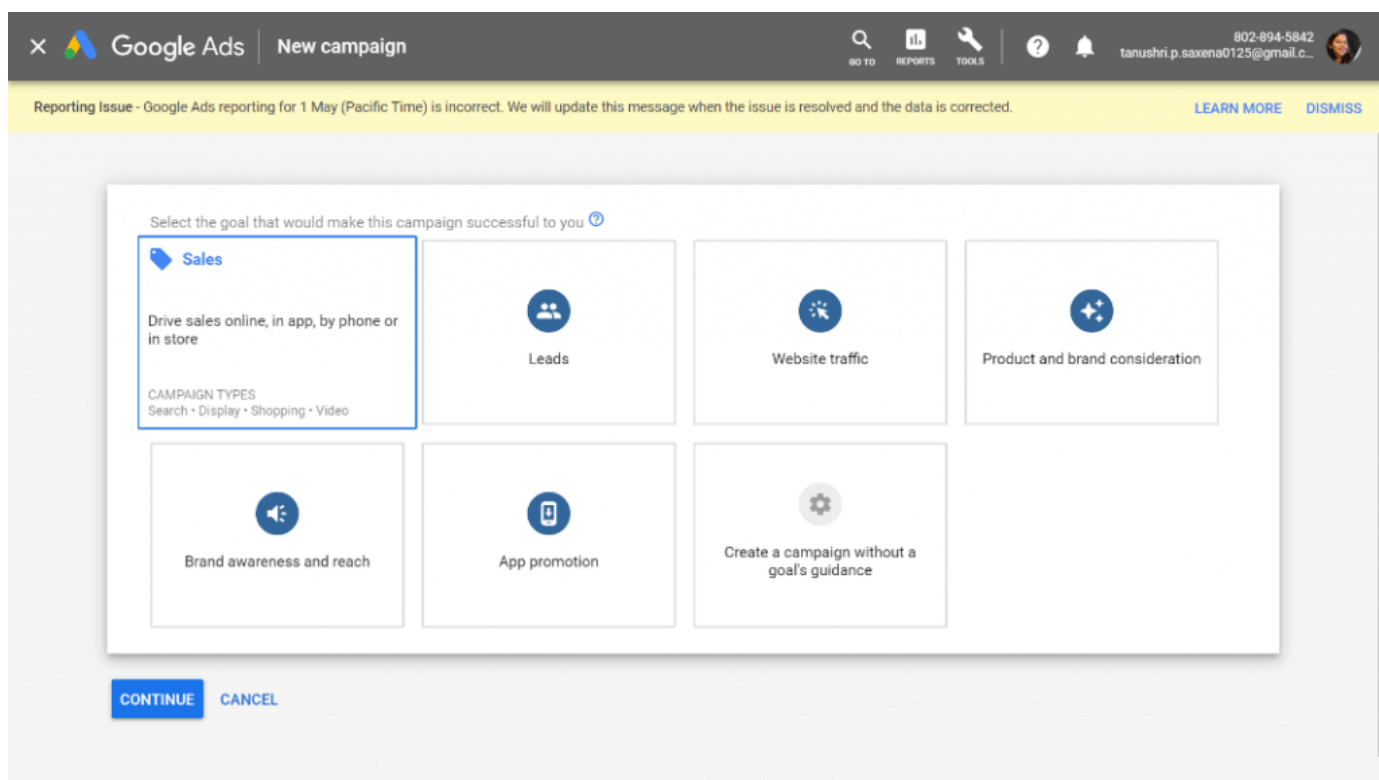 Google Ads New campaign
GO TO
REPORTS
TOOLS
802-894-5842
tanushri.p.saxena0125@gmail.c...
Reporting Issue - Google Ads reporting for 1 May (Pacific Time) is incorrect. We will update this message when the issue is resolved and the data is corrected.
LEARN MORE
DISMISS
Select the goal that would make this campaign successful to you
Sales
Drive sales online, in app, by phone or
in store
CAMPAIGN TYPES
Search • Display • Shopping • Video
Leads
Website traffic
Product and brand consideration
Brand awareness and reach
App promotion
Create a campaign without a
goal's guidance
CONTINUE
CANCEL